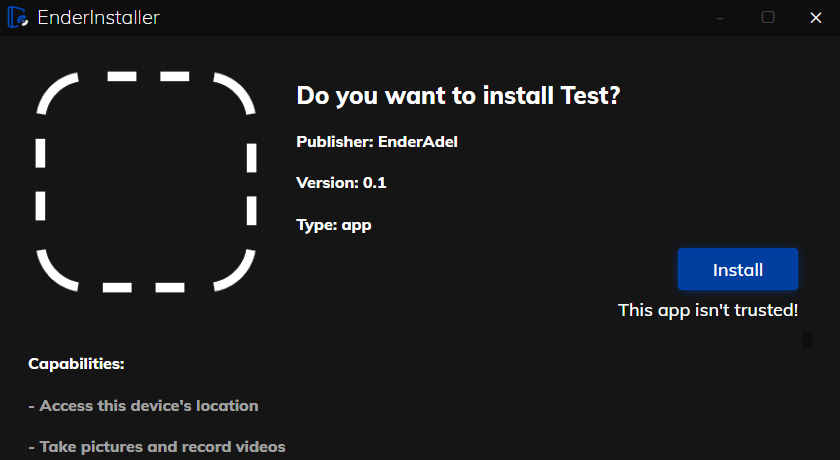 EnderInstaller
Do you want to install Test?
Publisher: EnderAdel
Version: 0.1
Type: app
Install
This app isn't trusted!
Capabilities:
- Access this device's location
- Take pictures and record videos